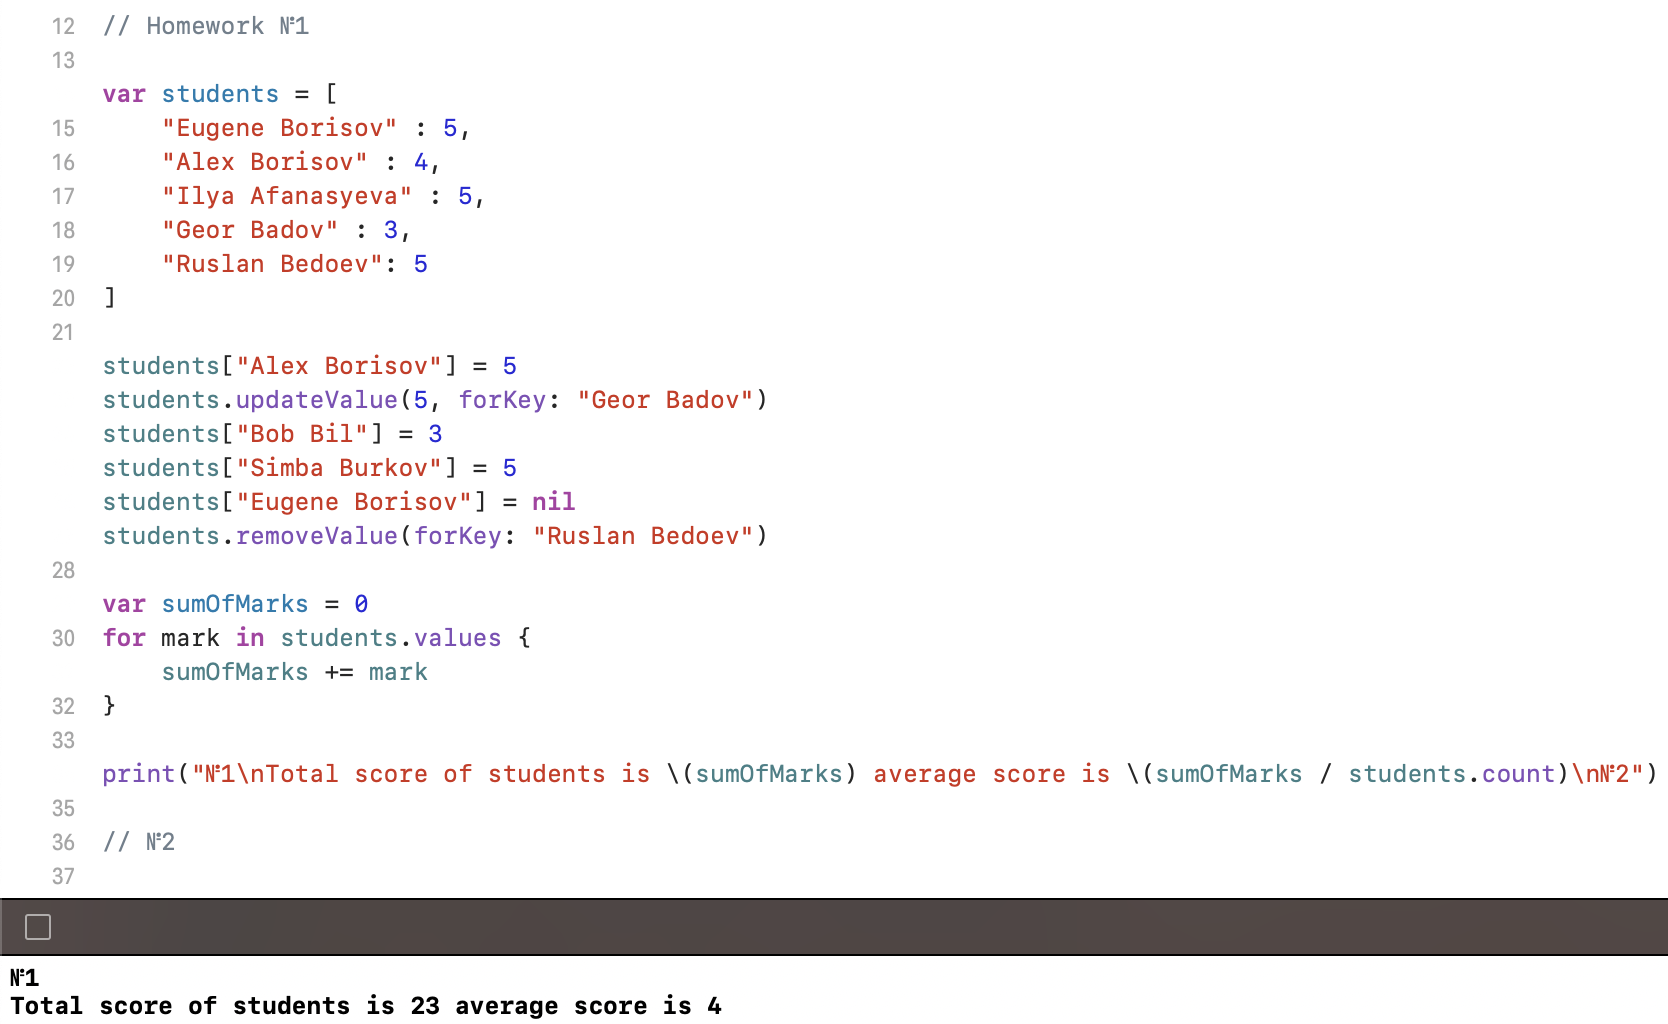 12 // Homework №1
13
var students = [
15 "Eugene Borisov" : 5,
16 "Alex Borisov" : 4,
17 "Ilya Afanasyeva" : 5,
18 "Geor Badov" : 3,
19 "Ruslan Bedoev": 5
20 ]
21
students["Alex Borisov"] = 5
students.updateValue(5, forKey: "Geor Badov")
students["Bob Bil"] = 3
students["Simba Burkov"] = 5
students["Eugene Borisov"] = nil
students.removeValue(forKey: "Ruslan Bedoev")
28
var sumOfMarks = 0
30 for mark in students.values {
sumOfMarks += mark
32 }
33
print("№1\nTotal score of students is \(sumOfMarks) average score is \(sumOfMarks / students.count)\n№2")
35
36 // №2
37
№1
Total score of students is 23 average score is 4